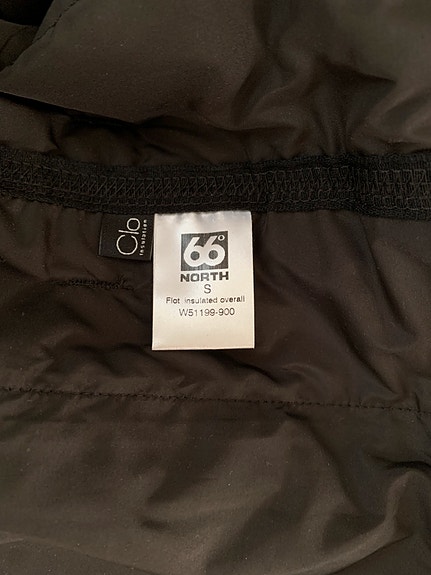 Clo
insulation
66°
NORTH
S
Flot insulated overall
W51199-900